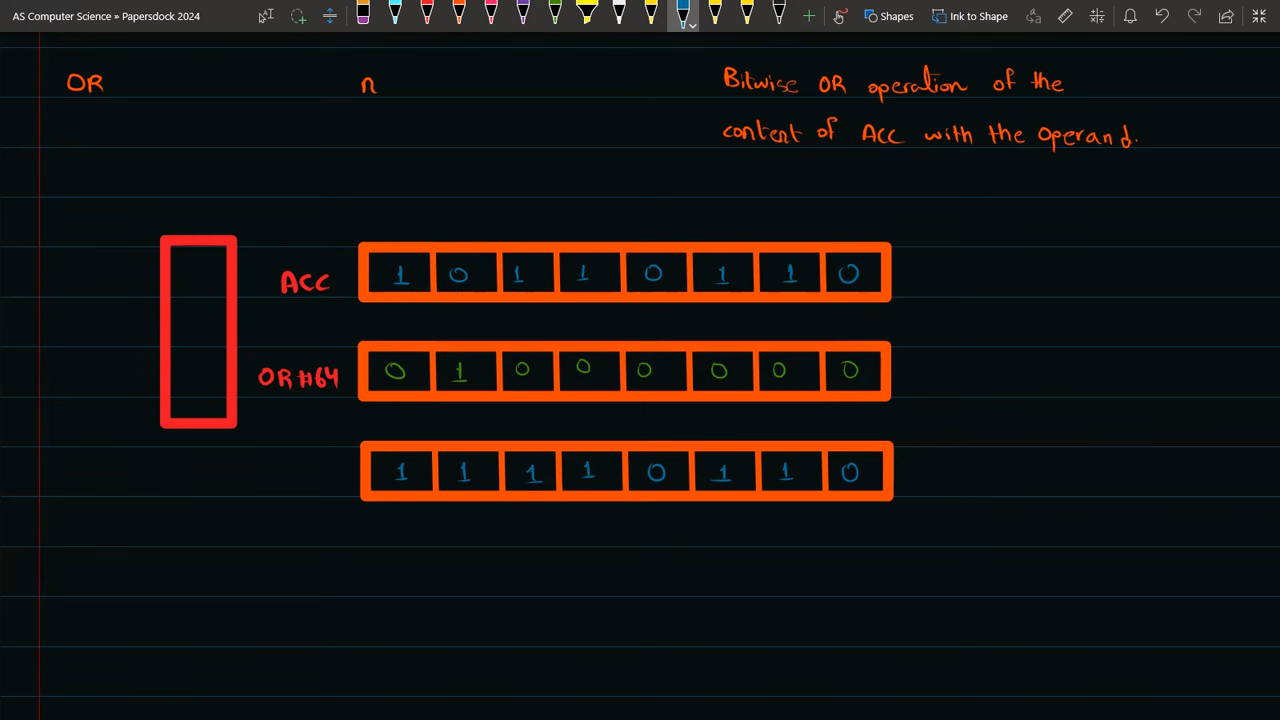 AS Computer Science » Papersdock 2024
Shapes
Ink to Shape
OR n Bitwise OR operation of the
content of ACC with the Operand.
ACC 1 0 1 1 0 1 1 0
OR #64 0 1 0 0 0 0 0 0
1 1 1 1 0 1 1 0